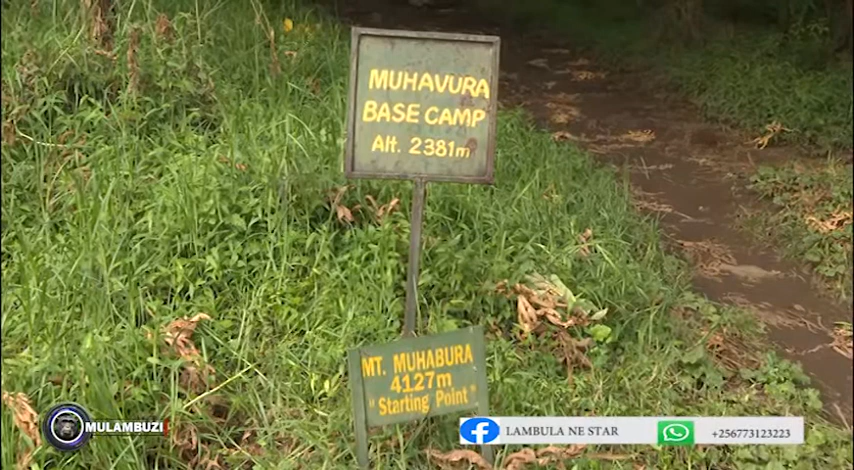 MUHAVURA
BASE CAMP
Alt. 2381m
MT. MUHABURA
4127m
"Starting Point"
MULAMBUZI
LAMBULA NE STAR
+256773123223